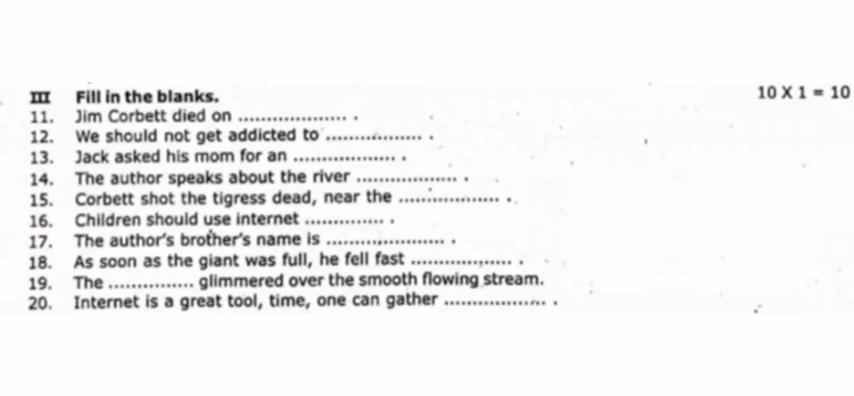 III Fill in the blanks. 10 X 1 = 10
11. Jim Corbett died on .................... .
12. We should not get addicted to .................. .
13. Jack asked his mom for an ................... .
14. The author speaks about the river ................... .
15. Corbett shot the tigress dead, near the ................... .
16. Children should use internet .............. .
17. The author's brother's name is ...................... .
18. As soon as the giant was full, he fell fast ................... .
19. The ................ glimmered over the smooth flowing stream.
20. Internet is a great tool, time, one can gather ................... .